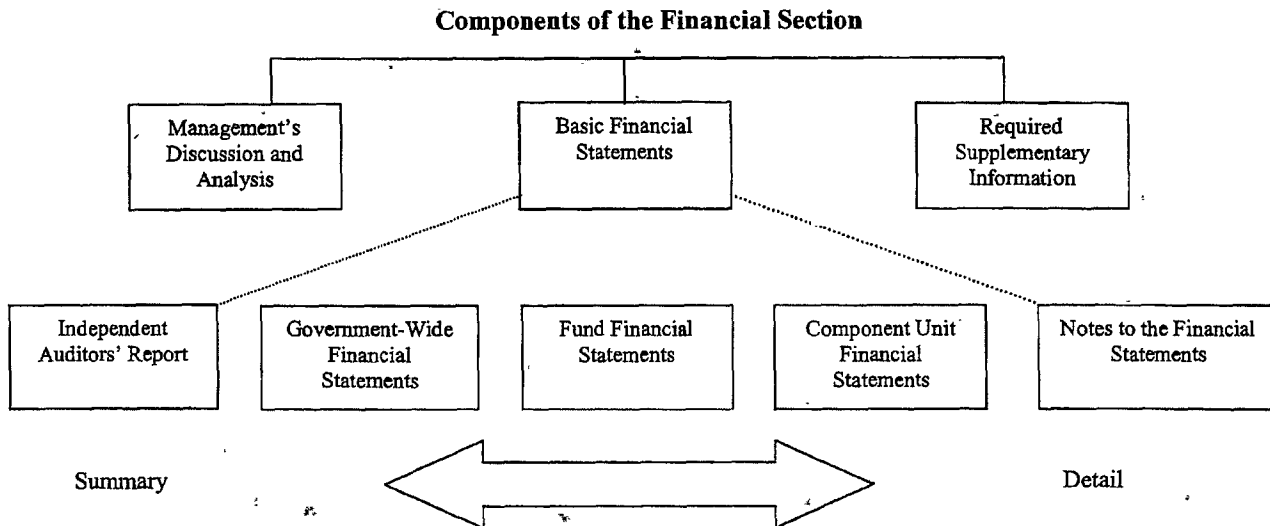 Components of the Financial Section
Management's
Discussion and
Analysis
Basic Financial
Statements
Required
Supplementary
Information
Independent
Auditors' Report
Government-Wide
Financial
Statements
Fund Financial
Statements
Component Unit
Financial
Statements
Notes to the Financial
Statements
Summary
Detail